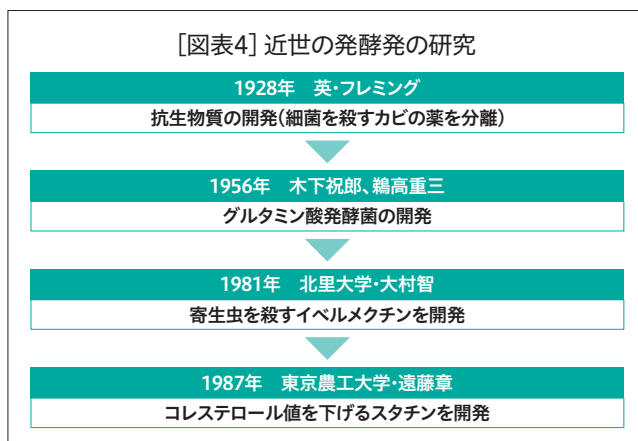 [図表4] 近世の発酵発の研究
1928年　英・フレミング
抗生物質の開発(細菌を殺すカビの薬を分離)
1956年　木下祝郎、鵜高重三
グルタミン酸発酵菌の開発
1981年　北里大学・大村智
寄生虫を殺すイベルメクチンを開発
1987年　東京農工大学・遠藤章
コレステロール値を下げるスタチンを開発